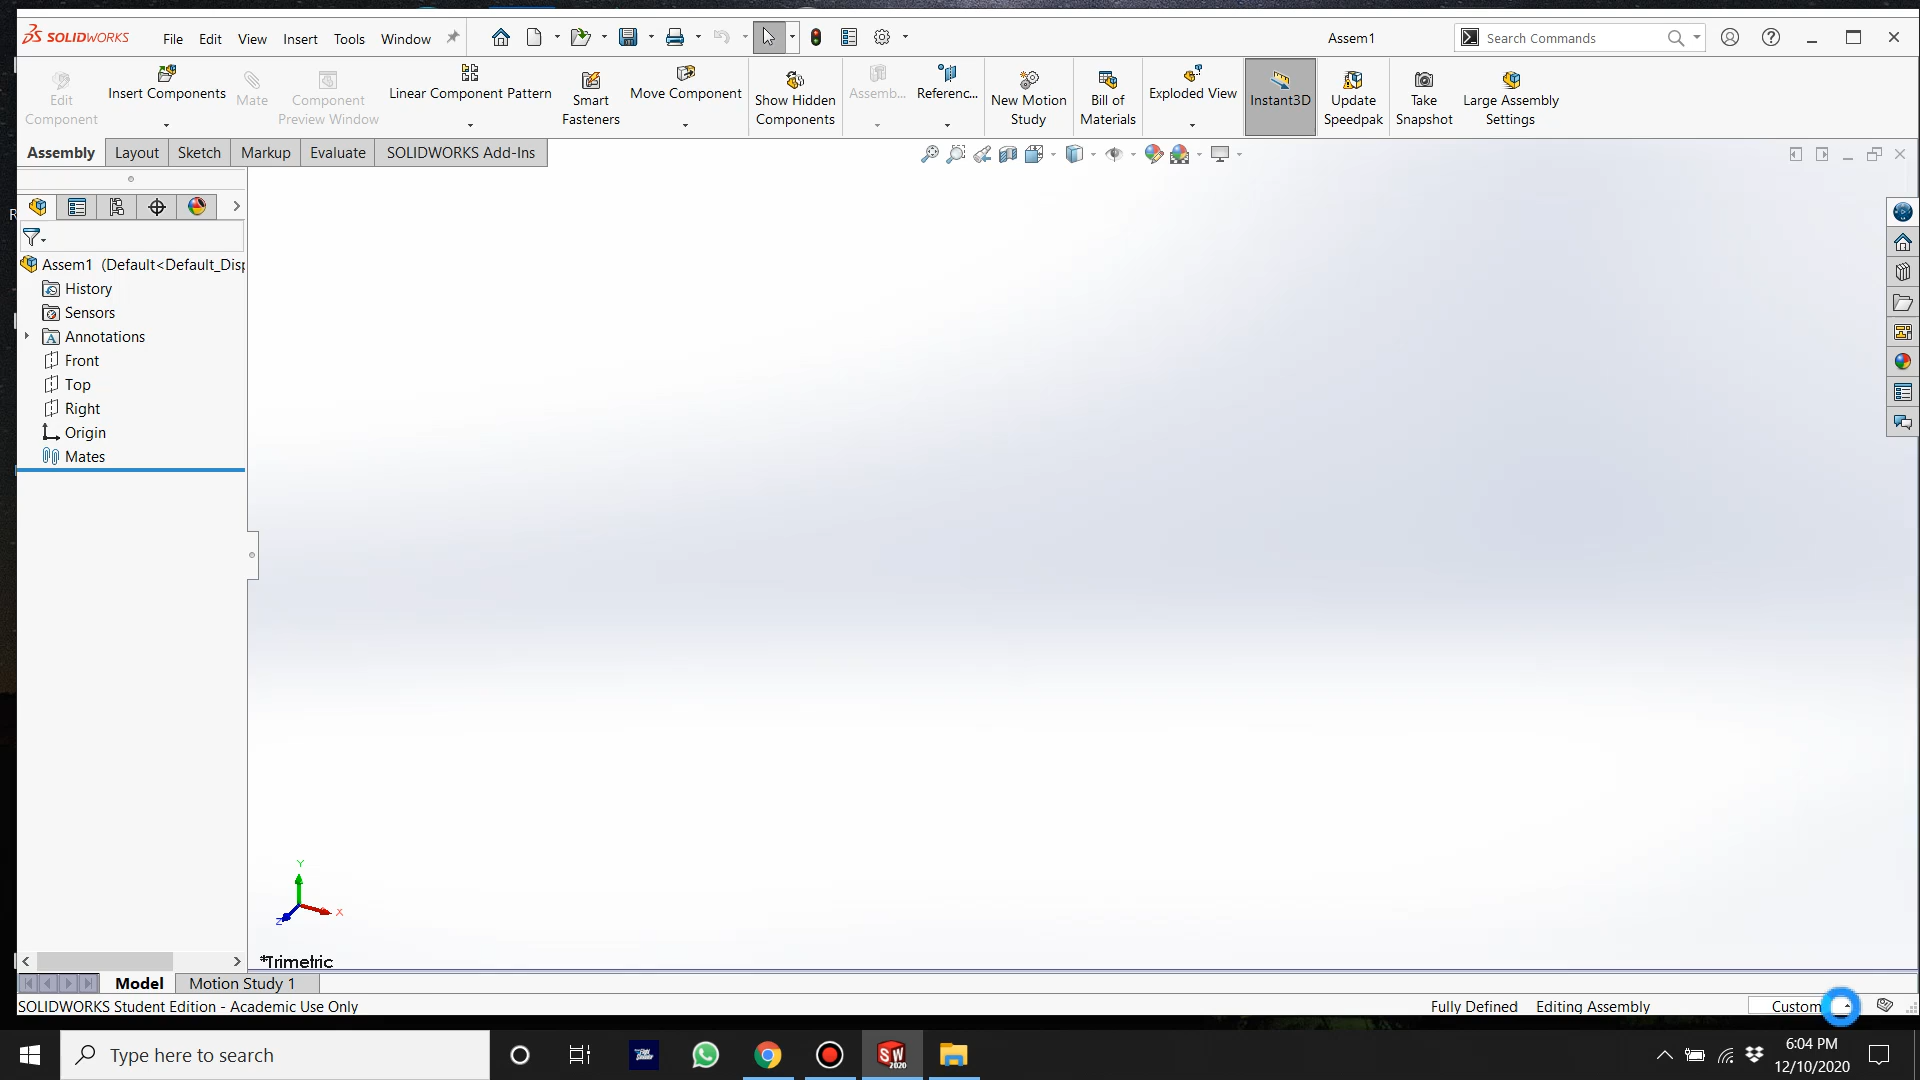 SOLIDWORKS File Edit View Insert Tools Window Assem1 Search Commands
Edit Component
Insert Components
Mate
Component Preview Window
Linear Component Pattern
Smart Fasteners
Move Component
Show Hidden Components
Assemb...
Referenc...
New Motion Study
Bill of Materials
Exploded View
Instant3D
Update Speedpak
Take Snapshot
Large Assembly Settings
Assembly Layout Sketch Markup Evaluate SOLIDWORKS Add-Ins
Assem1 (Default<Default_Disp
History
Sensors
A Annotations
Front
Top
Right
Origin
Mates
Y
X
Z
*Trimetric
Model Motion Study 1
SOLIDWORKS Student Edition - Academic Use Only Fully Defined Editing Assembly Custom
Type here to search
SW 2020
6:04 PM
12/10/2020